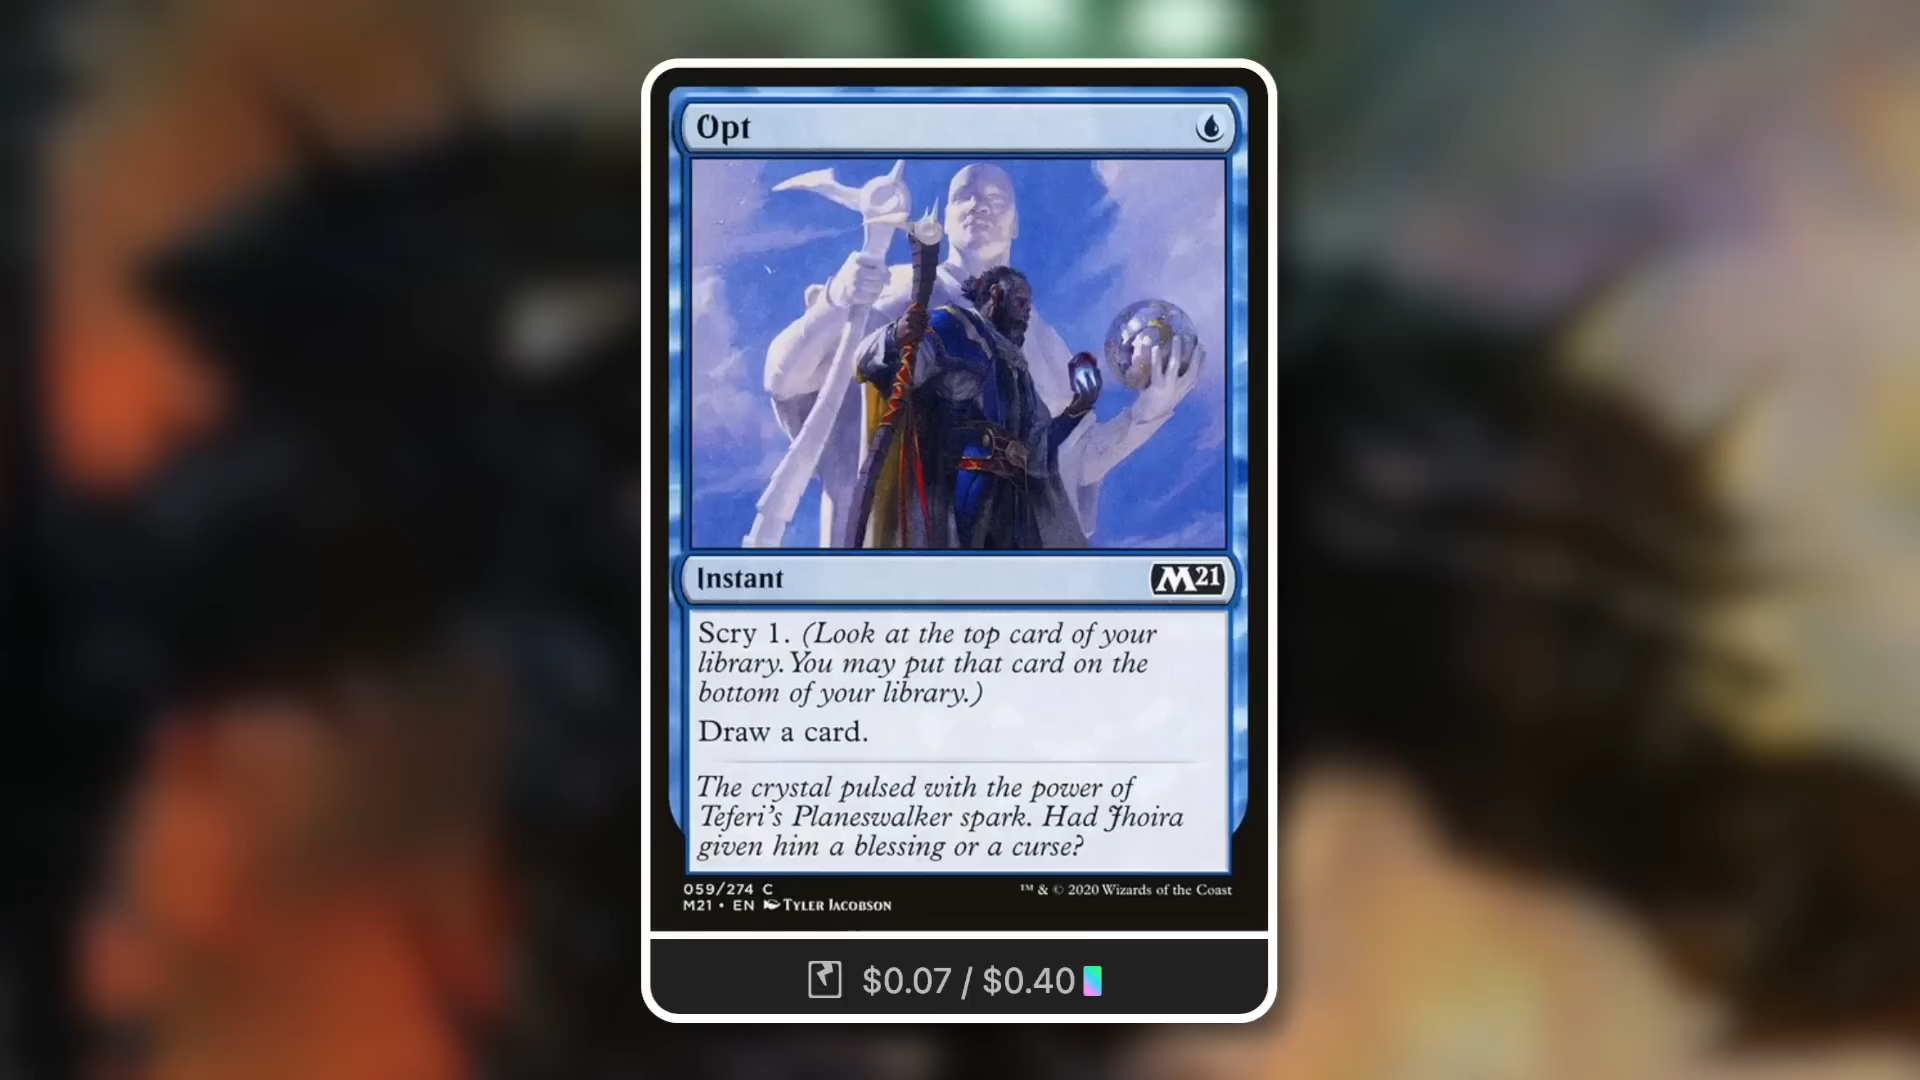 Opt
Instant
M21
Scry 1. (Look at the top card of your
library. You may put that card on the
bottom of your library.)
Draw a card.
The crystal pulsed with the power of
Teferi's Planeswalker spark. Had Jhoira
given him a blessing or a curse?
059/274 C
M21 • EN TYLER JACOBSON
™ & © 2020 Wizards of the Coast
$0.07 / $0.40